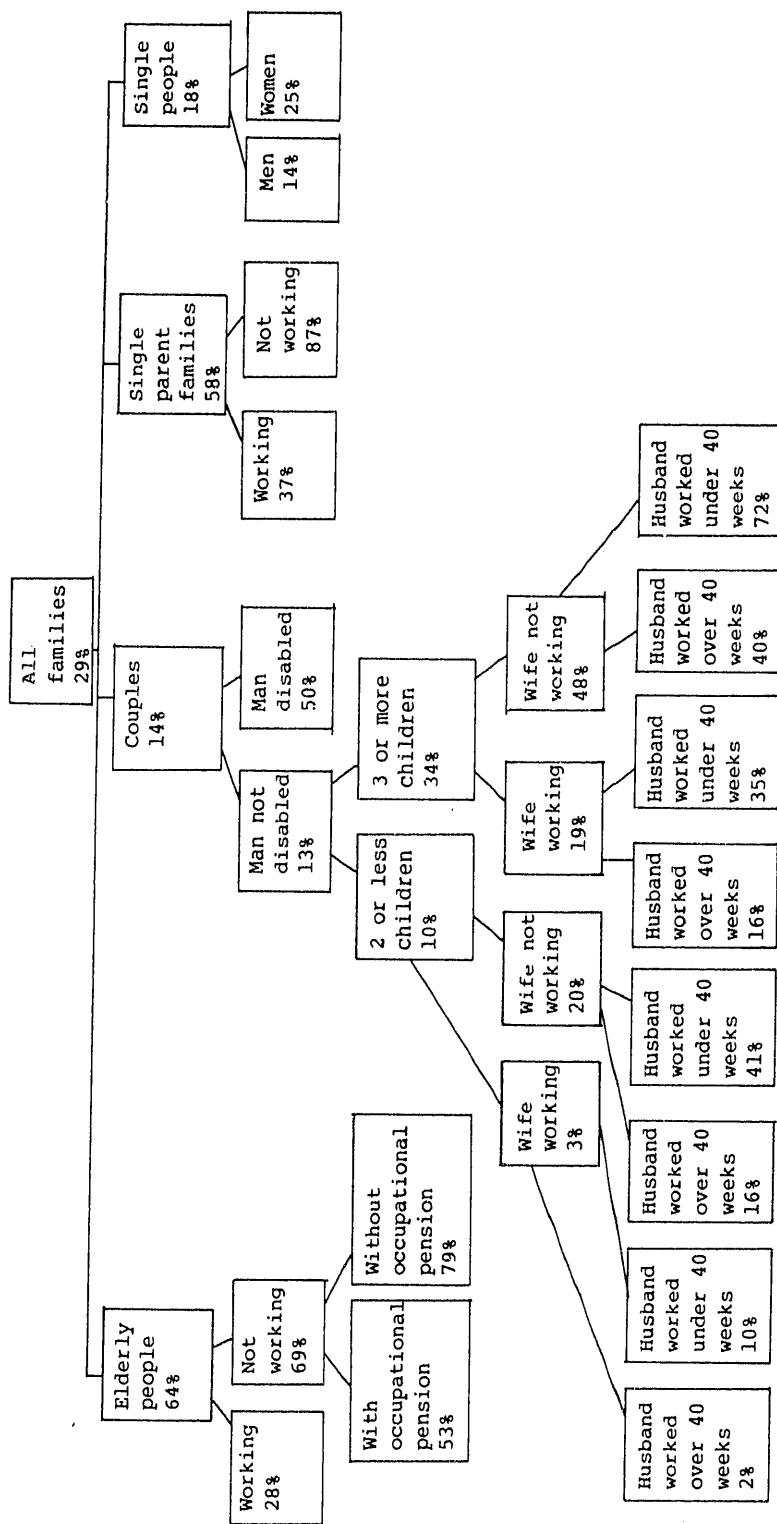 All
families
29%
Elderly
people
64%
Couples
14%
Single
parent
families
58%
Single
people
18%
Working
28%
Not
working
69%
Man not
disabled
13%
Man
disabled
50%
Working
37%
Not
working
87%
Men
14%
Women
25%
With
occupational
pension
53%
Without
occupational
pension
79%
2 or less
children
10%
3 or more
children
34%
Wife
working
3%
Wife not
working
20%
Wife
working
19%
Wife not
working
48%
Husband
worked
over 40
weeks
2%
Husband
worked
under 40
weeks
10%
Husband
worked
over 40
weeks
16%
Husband
worked
under 40
weeks
41%
Husband
worked
over 40
weeks
16%
Husband
worked
under 40
weeks
35%
Husband
worked
over 40
weeks
40%
Husband
worked
under 40
weeks
72%